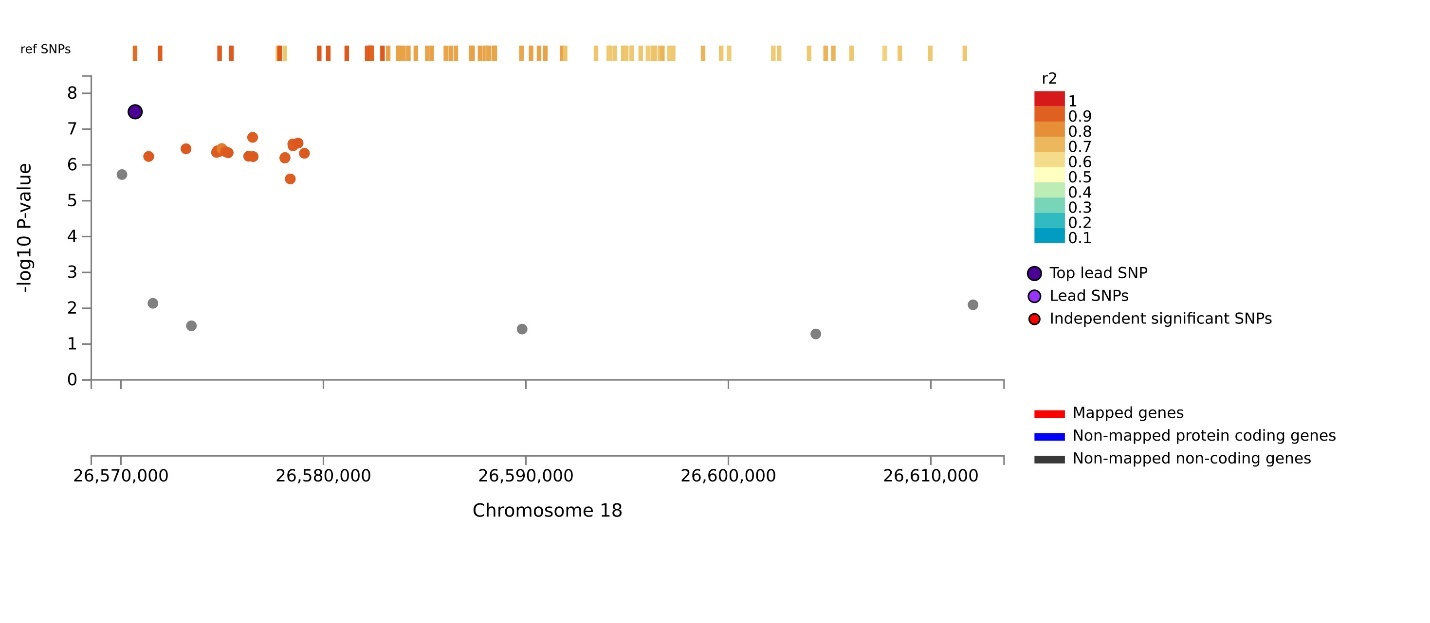 ref SNPs
r2
1
0.9
0.8
0.7
0.6
0.5
0.4
0.3
0.2
0.1
Top lead SNP
Lead SNPs
Independent significant SNPs
8
7
6
5
4
3
2
1
0
-log10 P-value
Mapped genes
Non-mapped protein coding genes
Non-mapped non-coding genes
26,570,000 26,580,000 26,590,000 26,600,000 26,610,000
Chromosome 18